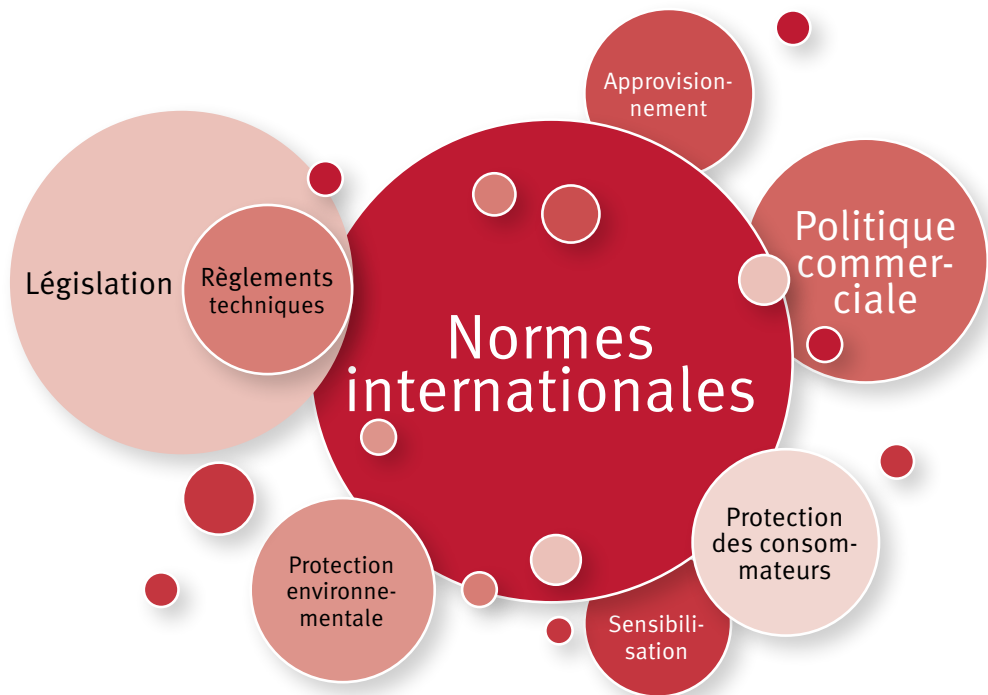 Approvision-
nement
Politique
commer-
ciale
Législation
Règlements
techniques
Normes
internationales
Protection
des consom-
mateurs
Protection
environne-
mentale
Sensibili-
sation